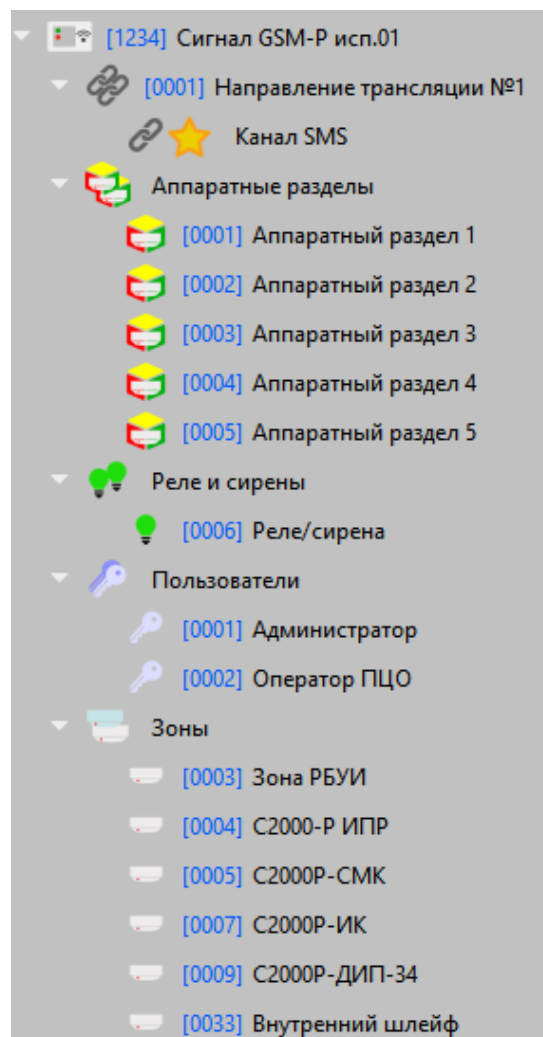 [1234] Сигнал GSM-P исп.01
[0001] Направление трансляции №1
Канал SMS
Аппаратные разделы
[0001] Аппаратный раздел 1
[0002] Аппаратный раздел 2
[0003] Аппаратный раздел 3
[0004] Аппаратный раздел 4
[0005] Аппаратный раздел 5
Реле и сирены
[0006] Реле/сирена
Пользователи
[0001] Администратор
[0002] Оператор ПЦО
Зоны
[0003] Зона РБУИ
[0004] С2000-Р ИПР
[0005] С2000Р-СМК
[0007] С2000Р-ИК
[0009] С2000Р-ДИП-34
[0033] Внутренний шлейф